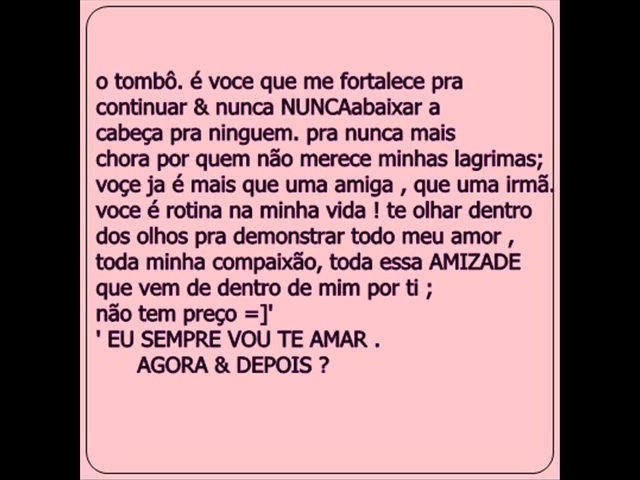 o tombô. é voce que me fortalece pra
continuar & nunca NUNCAabaixar a
cabeça pra ninguem. pra nunca mais
chora por quem não merece minhas lagrimas;
voçe ja é mais que uma amiga , que uma irmã.
voce é rotina na minha vida ! te olhar dentro
dos olhos pra demonstrar todo meu amor ,
toda minha compaixão, toda essa AMIZADE
que vem de dentro de mim por ti ;
não tem preço =]'
' EU SEMPRE VOU TE AMAR .
AGORA & DEPOIS ?